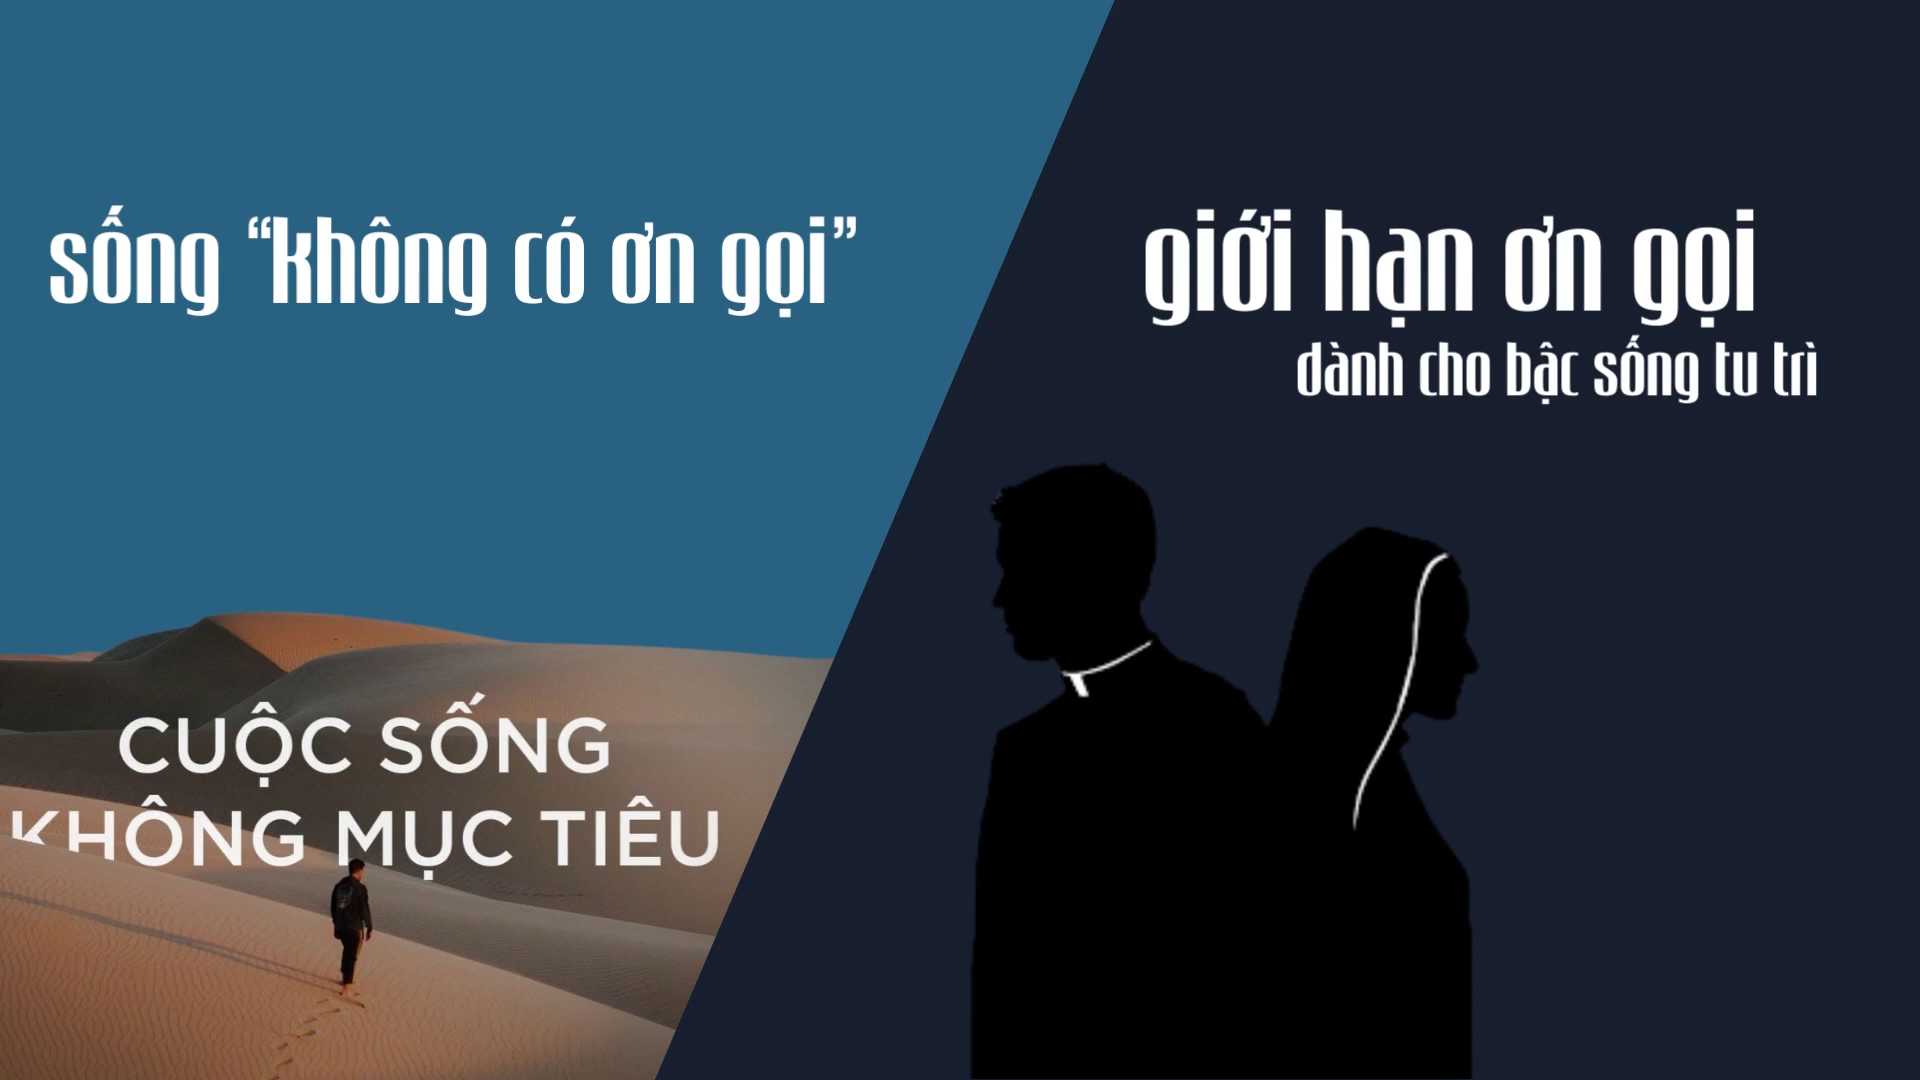 sống “không có ơn gọi”
CUỘC SỐNG
KHÔNG MỤC TIÊU
giới hạn ơn gọi
dành cho bậc sống tu trì